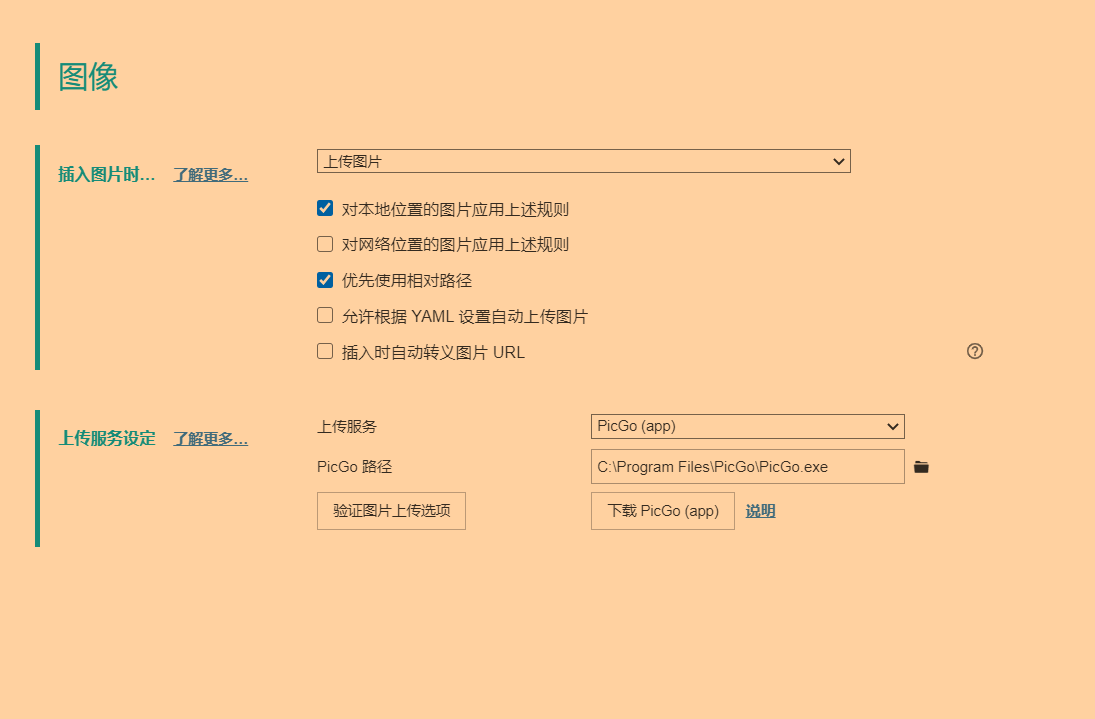 图像
插入图片时... 了解更多... 上传图片
对本地位置的图片应用上述规则
对网络位置的图片应用上述规则
优先使用相对路径
允许根据 YAML 设置自动上传图片
插入时自动转义图片 URL
上传服务设定 了解更多... 上传服务 PicGo (app)
PicGo 路径 C:\Program Files\PicGo\PicGo.exe
验证图片上传选项 下载 PicGo (app) 说明